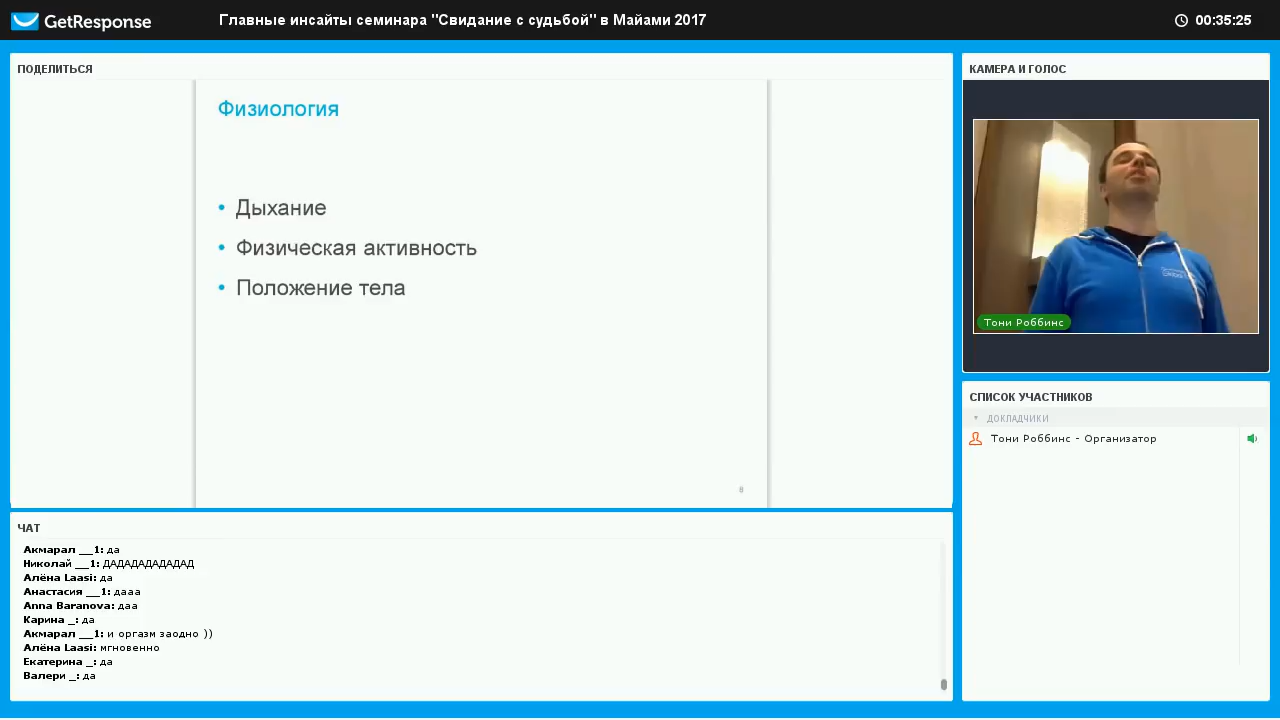 GetResponse
Главные инсайты семинара "Свидание с судьбой" в Майами 2017
00:35:25
ПОДЕЛИТЬСЯ
Физиология
• Дыхание
• Физическая активность
• Положение тела
#
ЧАТ
Акмарал __1: да
Николай __1: ДАДАДАДАДАДАД
Алёна Laasi: да
Анастасия __1: дааа
Anna Baranova: даа
Карина _: да
Акмарал __1: и оргазм заодно ))
Алёна Laasi: мгновенно
Екатерина _: да
Валери _: да
КАМЕРА И ГОЛОС
Тони Роббинс
СПИСОК УЧАСТНИКОВ
ДОКЛАДЧИКИ
Тони Роббинс - Организатор